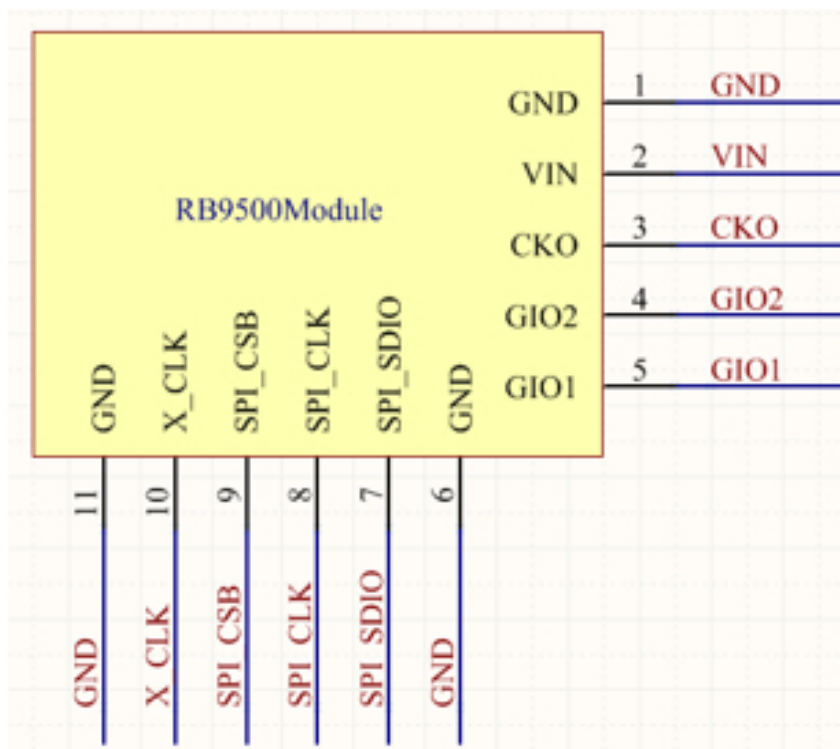 GND 1 GND
VIN 2 VIN
RB9500Module
CKO 3 CKO
GIO2 4 GIO2
GIO1 5 GIO1
GND X_CLK SPI_CSB SPI_CLK SPI_SDIO GND
11 10 9 8 7 6
GND X_CLK SPI_CSB SPI_CLK SPI_SDIO GND